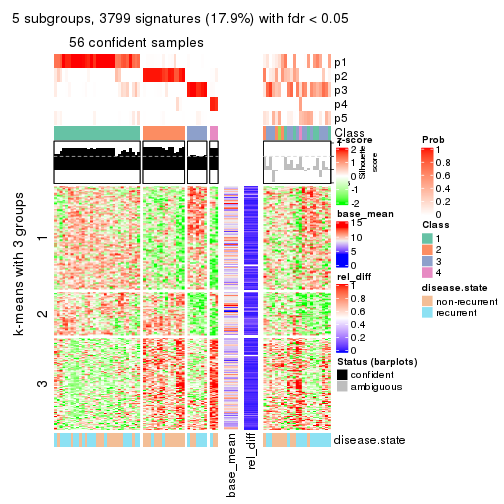 5 subgroups, 3799 signatures (17.9%) with fdr < 0.05
56 confident samples
p1
p2
p3
p4
p5
Class
Silhouette
score
k-means with 3 groups
1
2
3
base_mean
rel_diff
disease.state
z-score
2
1
0
-1
-2
base_mean
15
10
5
0
rel_diff
1
0.8
0.6
0.4
0.2
0
Status (barplots)
confident
ambiguous
Prob
1
0.8
0.6
0.4
0.2
0
Class
1
2
3
4
disease.state
non-recurrent
recurrent